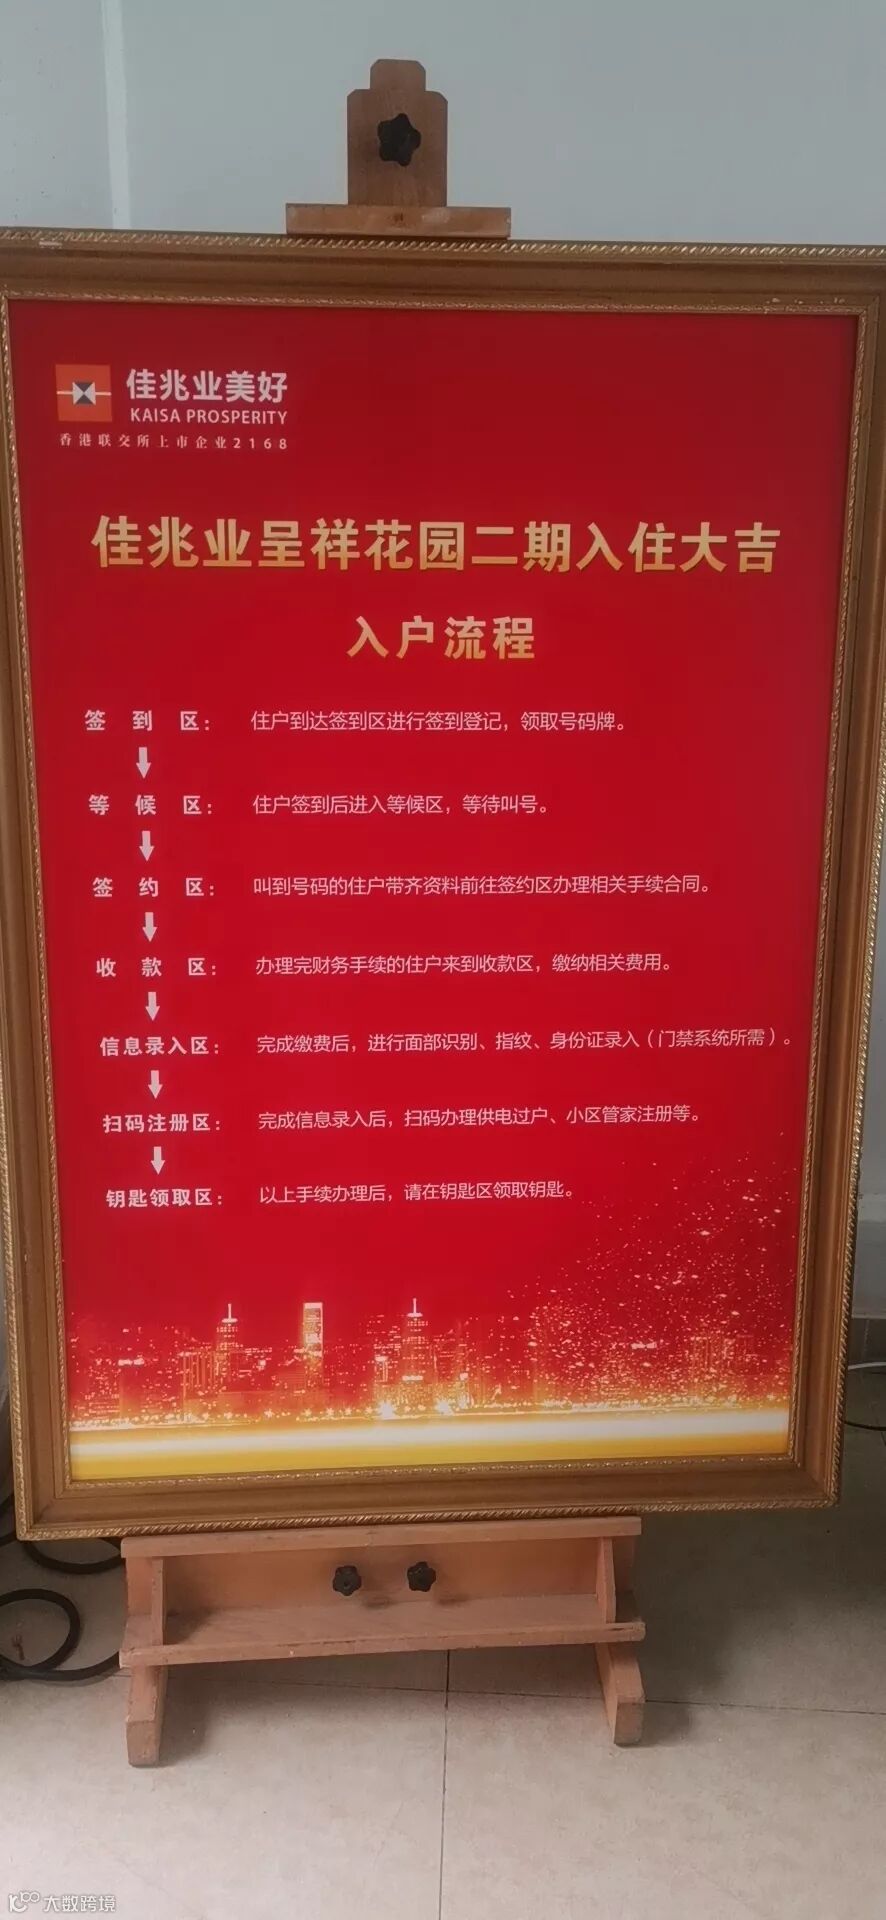 佳兆业美好
KAISA PROSPERITY
香港联交所上市企业2168
佳兆业呈祥花园二期入住大吉
入户流程
签到区：住户到达签到区进行签到登记，领取号码牌。
等候区：住户签到后进入等候区，等待叫号。
签约区：叫到号码的住户带齐资料前往签约区办理相关手续合同。
收款区：办理完财务手续的住户来到收款区，缴纳相关费用。
信息录入区：完成缴费后，进行面部识别、指纹、身份证录入（门禁系统所需）。
扫码注册区：完成信息录入后，扫码办理供电过户、小区管家注册等。
钥匙领取区：以上手续办理后，请在钥匙区领取钥匙。
大数跨境